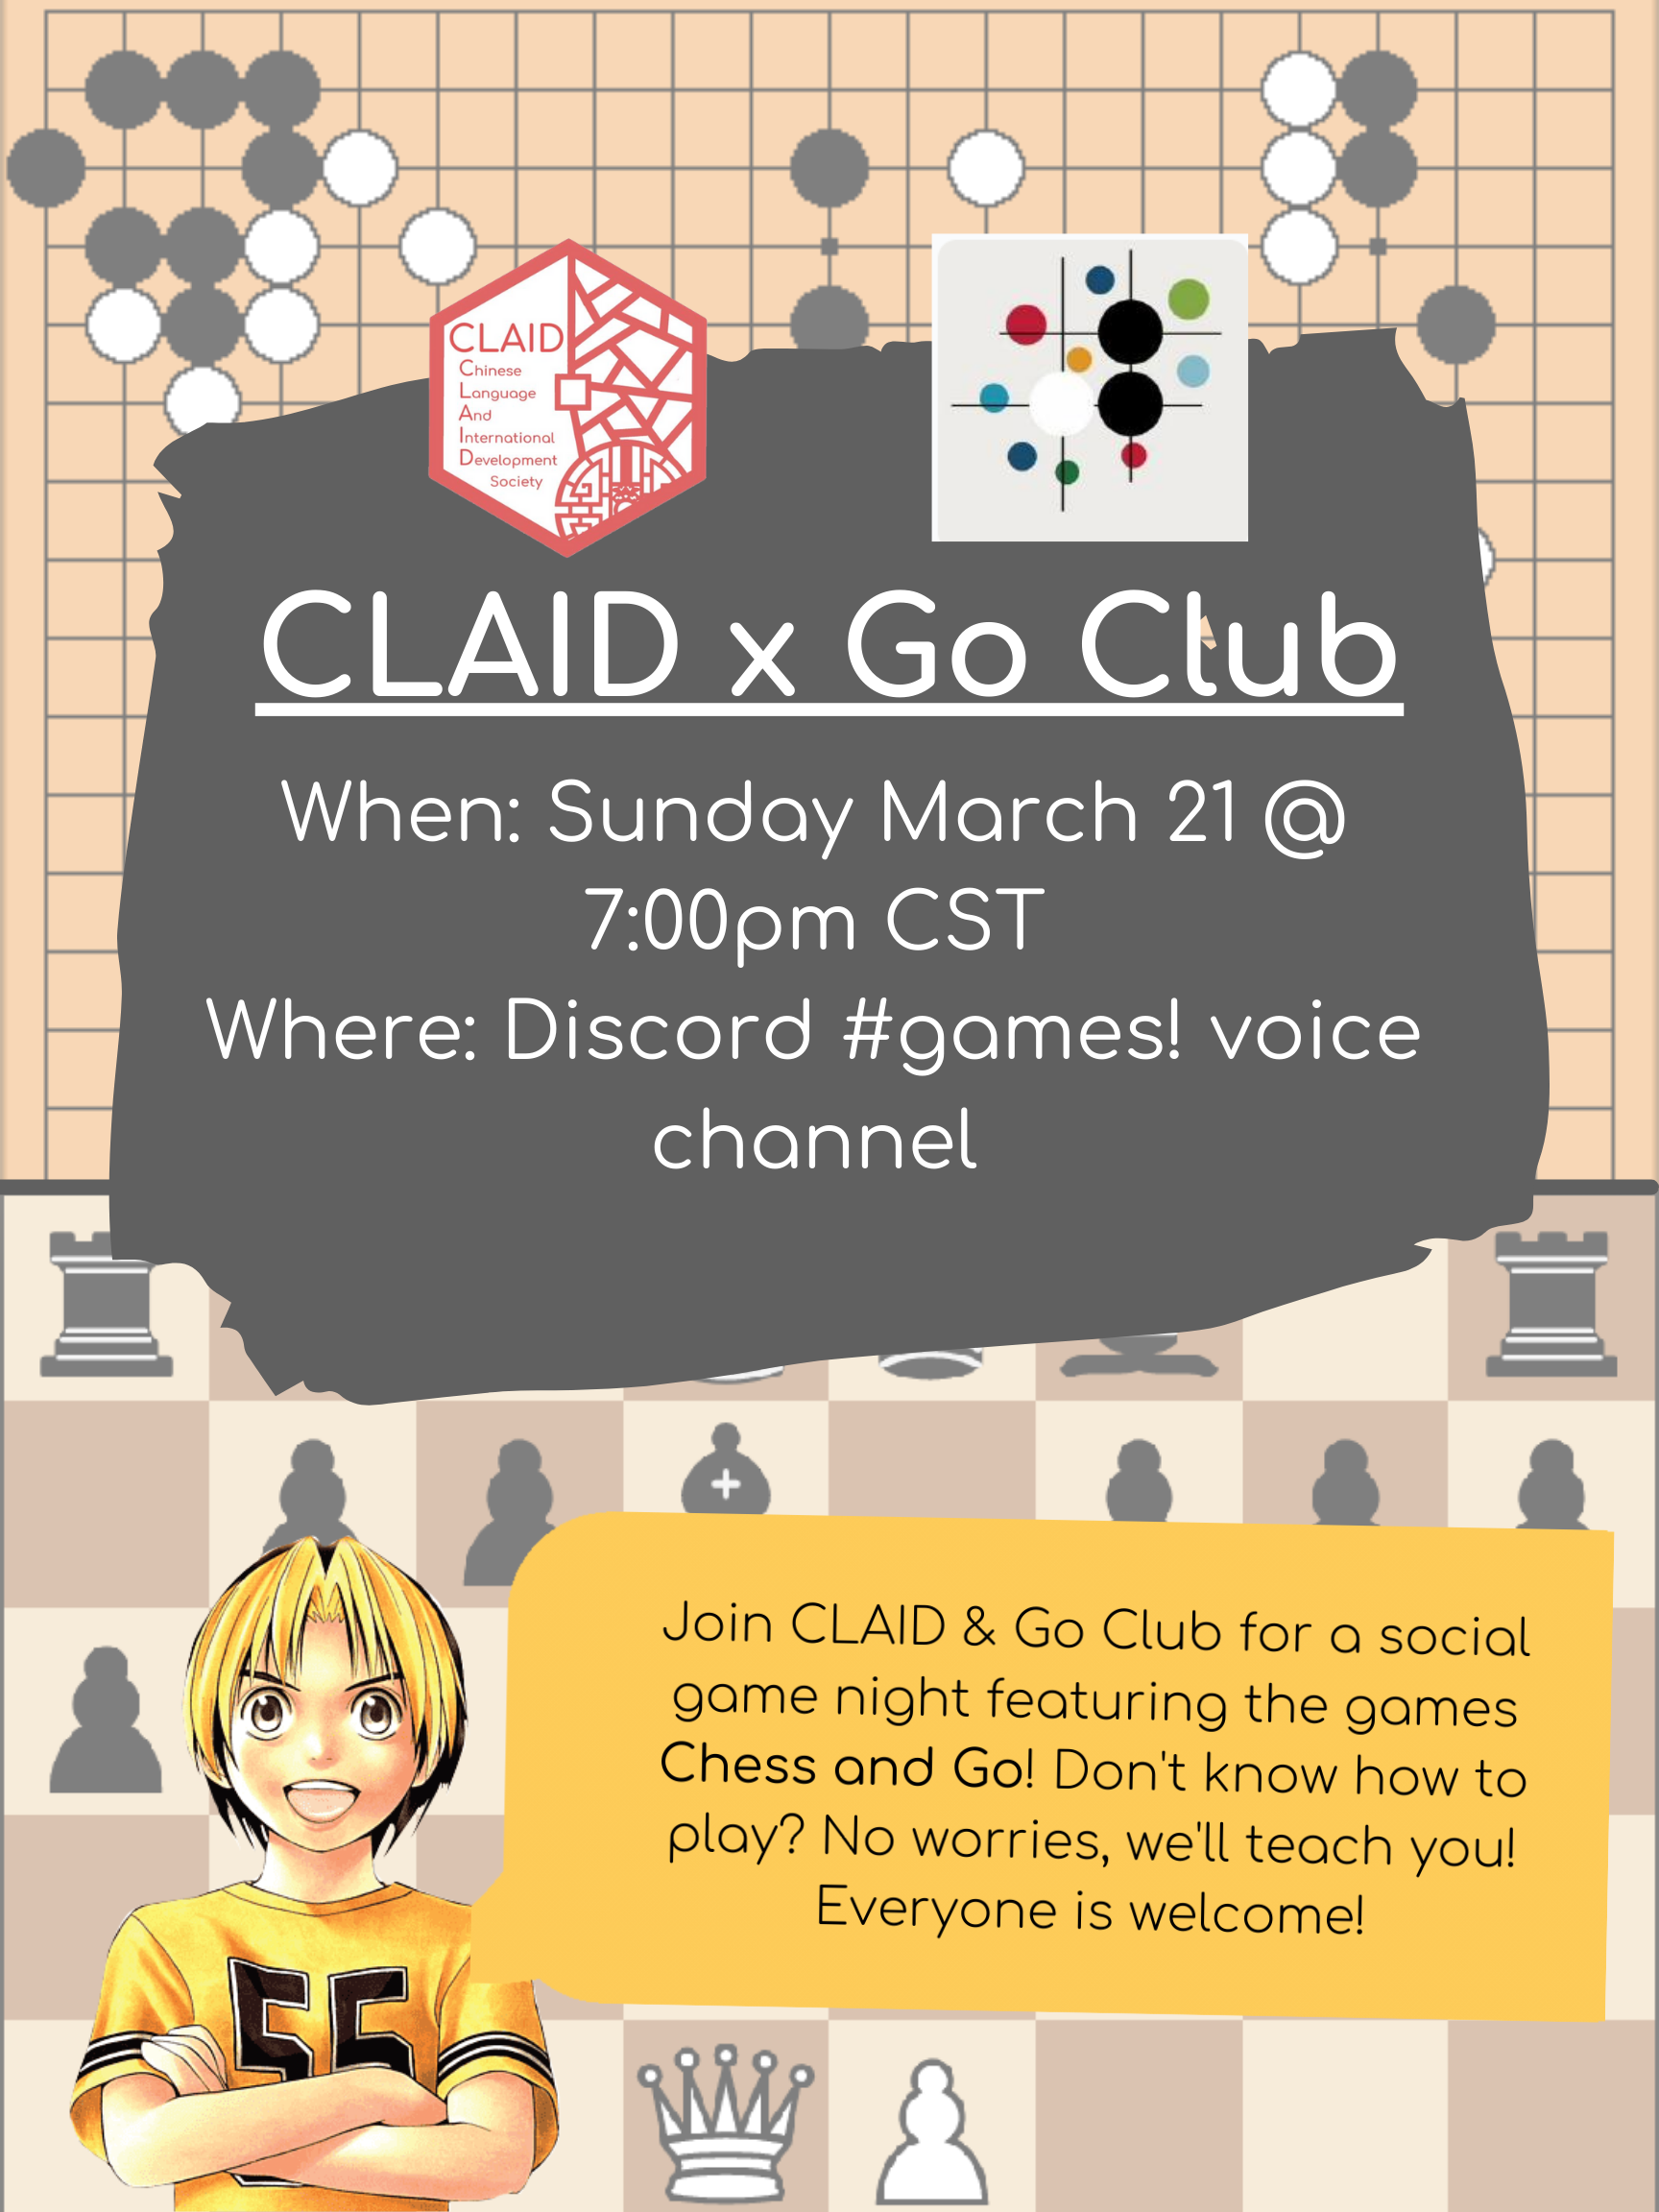 CLAID
Chinese
Language
And
International
Development
Society
CLAID x Go Club
When: Sunday March 21 @
7:00pm CST
Where: Discord #games! voice
channel
Join CLAID & Go Club for a social
game night featuring the games
Chess and Go! Don't know how to
play? No worries, we'll teach you!
Everyone is welcome!
55